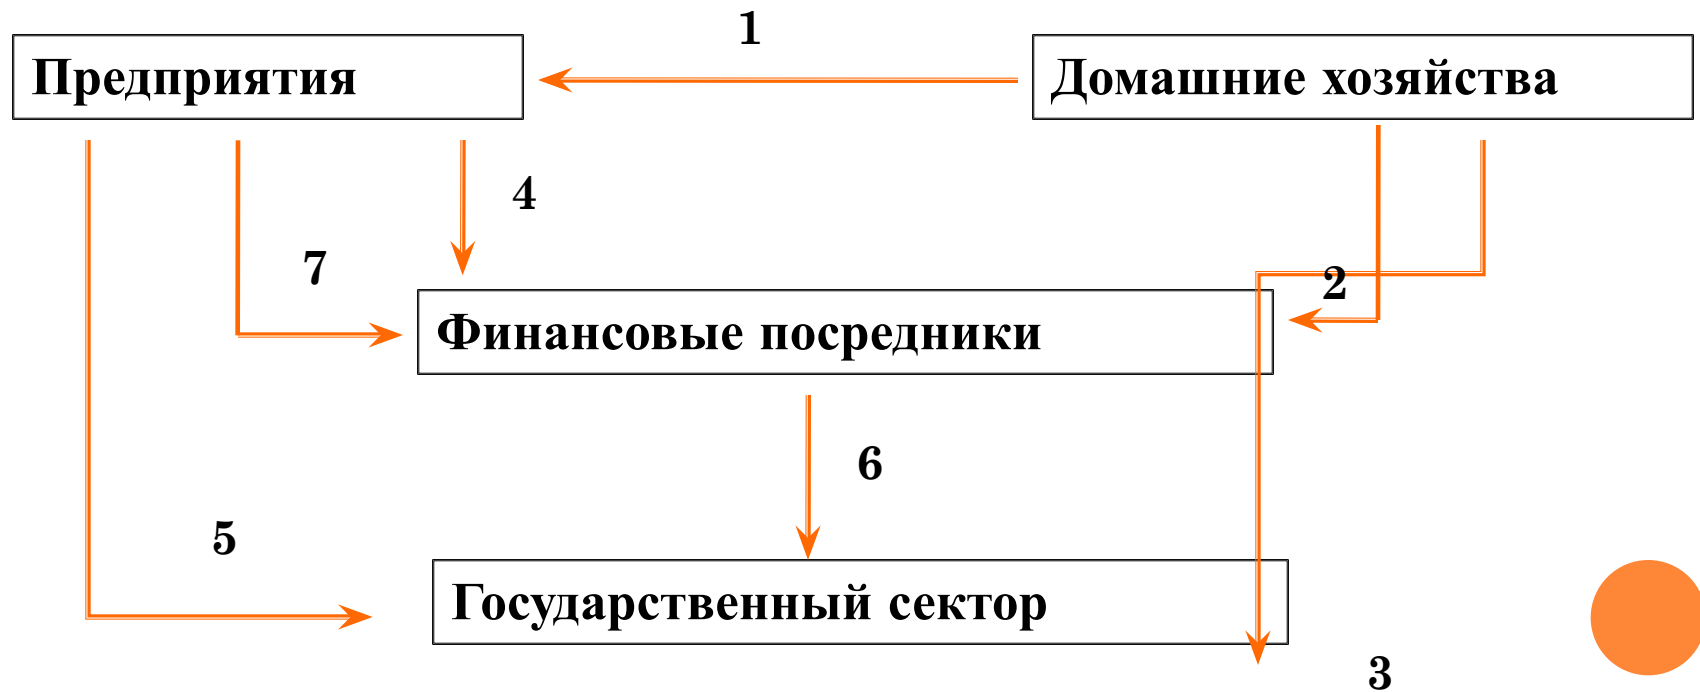 1
Предприятия
Домашние хозяйства
4
7
2
Финансовые посредники
6
5
Государственный сектор
3